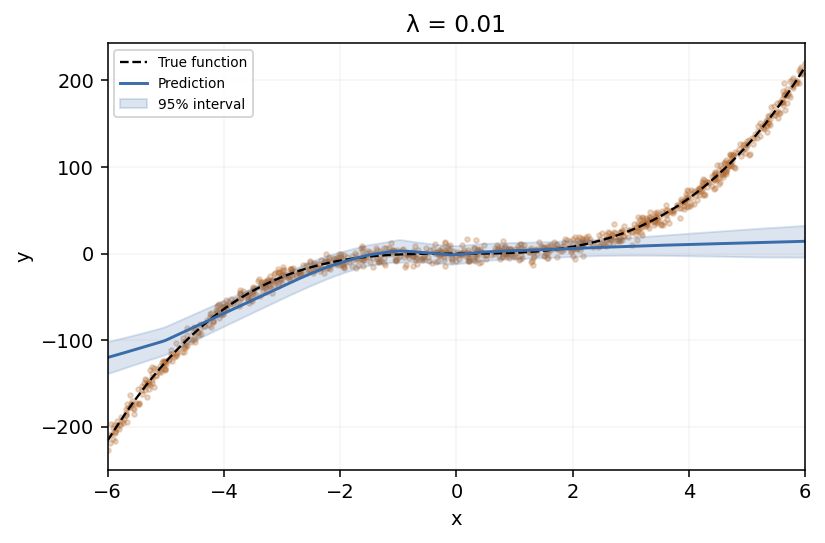 λ = 0.01
True function
Prediction
95% interval
200
100
0
−100
−200
y
−6
−4
−2
0
2
4
6
x